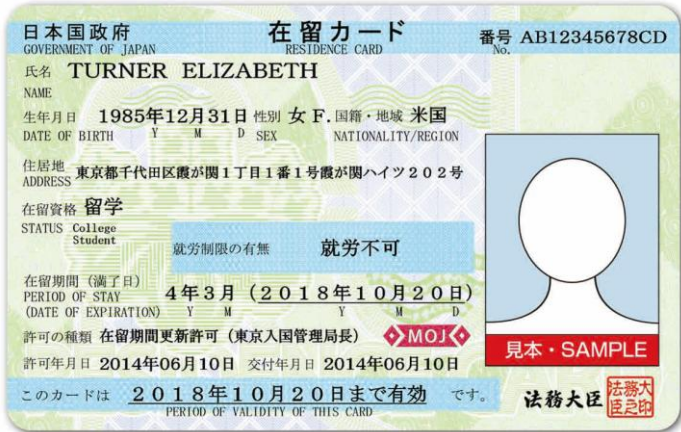 日本国政府 在留カード 番号 AB12345678CD
GOVERNMENT OF JAPAN RESIDENCE CARD No.
氏名 TURNER ELIZABETH
NAME
生年月日 1985年12月31日 性別 女 F. 国籍・地域 米国
DATE OF BIRTH Y M D SEX NATIONALITY/REGION
住居地 東京都千代田区霞が関1丁目1番1号霞が関ハイツ202号
ADDRESS
在留資格 留学
STATUS College Student
就労制限の有無 就労不可
在留期間(満了日) 4年3月(2018年10月20日)
PERIOD OF STAY
(DATE OF EXPIRATION) Y M Y M D
許可の種類 在留期間更新許可(東京入国管理局長) MOJ
見本・SAMPLE
許可年月日 2014年06月10日 交付年月日 2014年06月10日
このカードは 2018年10月20日まで有効 です。
PERIOD OF VALIDITY OF THIS CARD
法務大臣 法務大臣之印